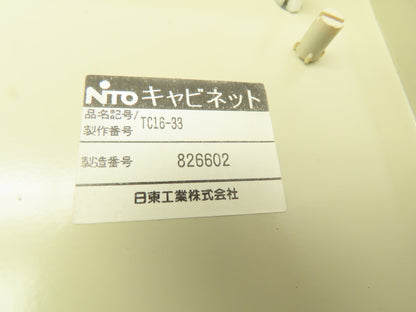 NITO キャビネット
品名記号/
製作番号 TC16-33
製造番号 826602
日東工業株式会社